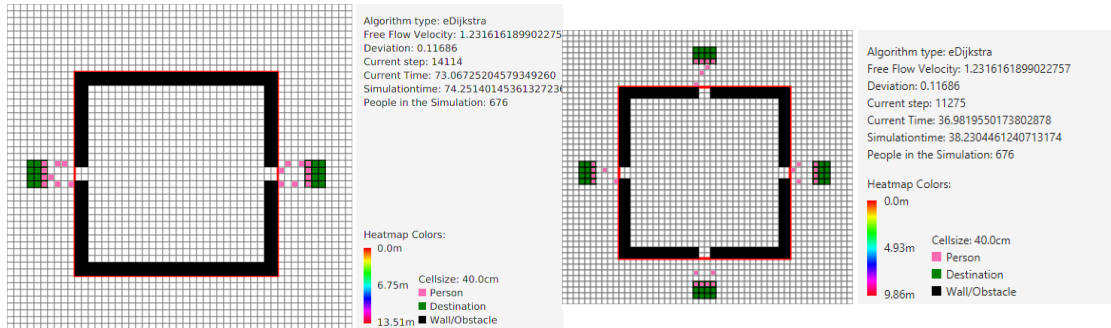 Algorithm type: eDijkstra
Free Flow Velocity: 1.231616189902275
Deviation: 0.11686
Current step: 14114
Current Time: 73.06725204579349260
Simulationtime: 74.2514014536132723
People in the Simulation: 676
Heatmap Colors:
0.0m
6.75m
13.51m
Cellsize: 40.0cm
Person
Destination
Wall/Obstacle
Algorithm type: eDijkstra
Free Flow Velocity: 1.2316161899022757
Deviation: 0.11686
Current step: 11275
Current Time: 36.9819550173802878
Simulationtime: 38.2304461240713174
People in the Simulation: 676
Heatmap Colors:
0.0m
4.93m
9.86m
Cellsize: 40.0cm
Person
Destination
Wall/Obstacle